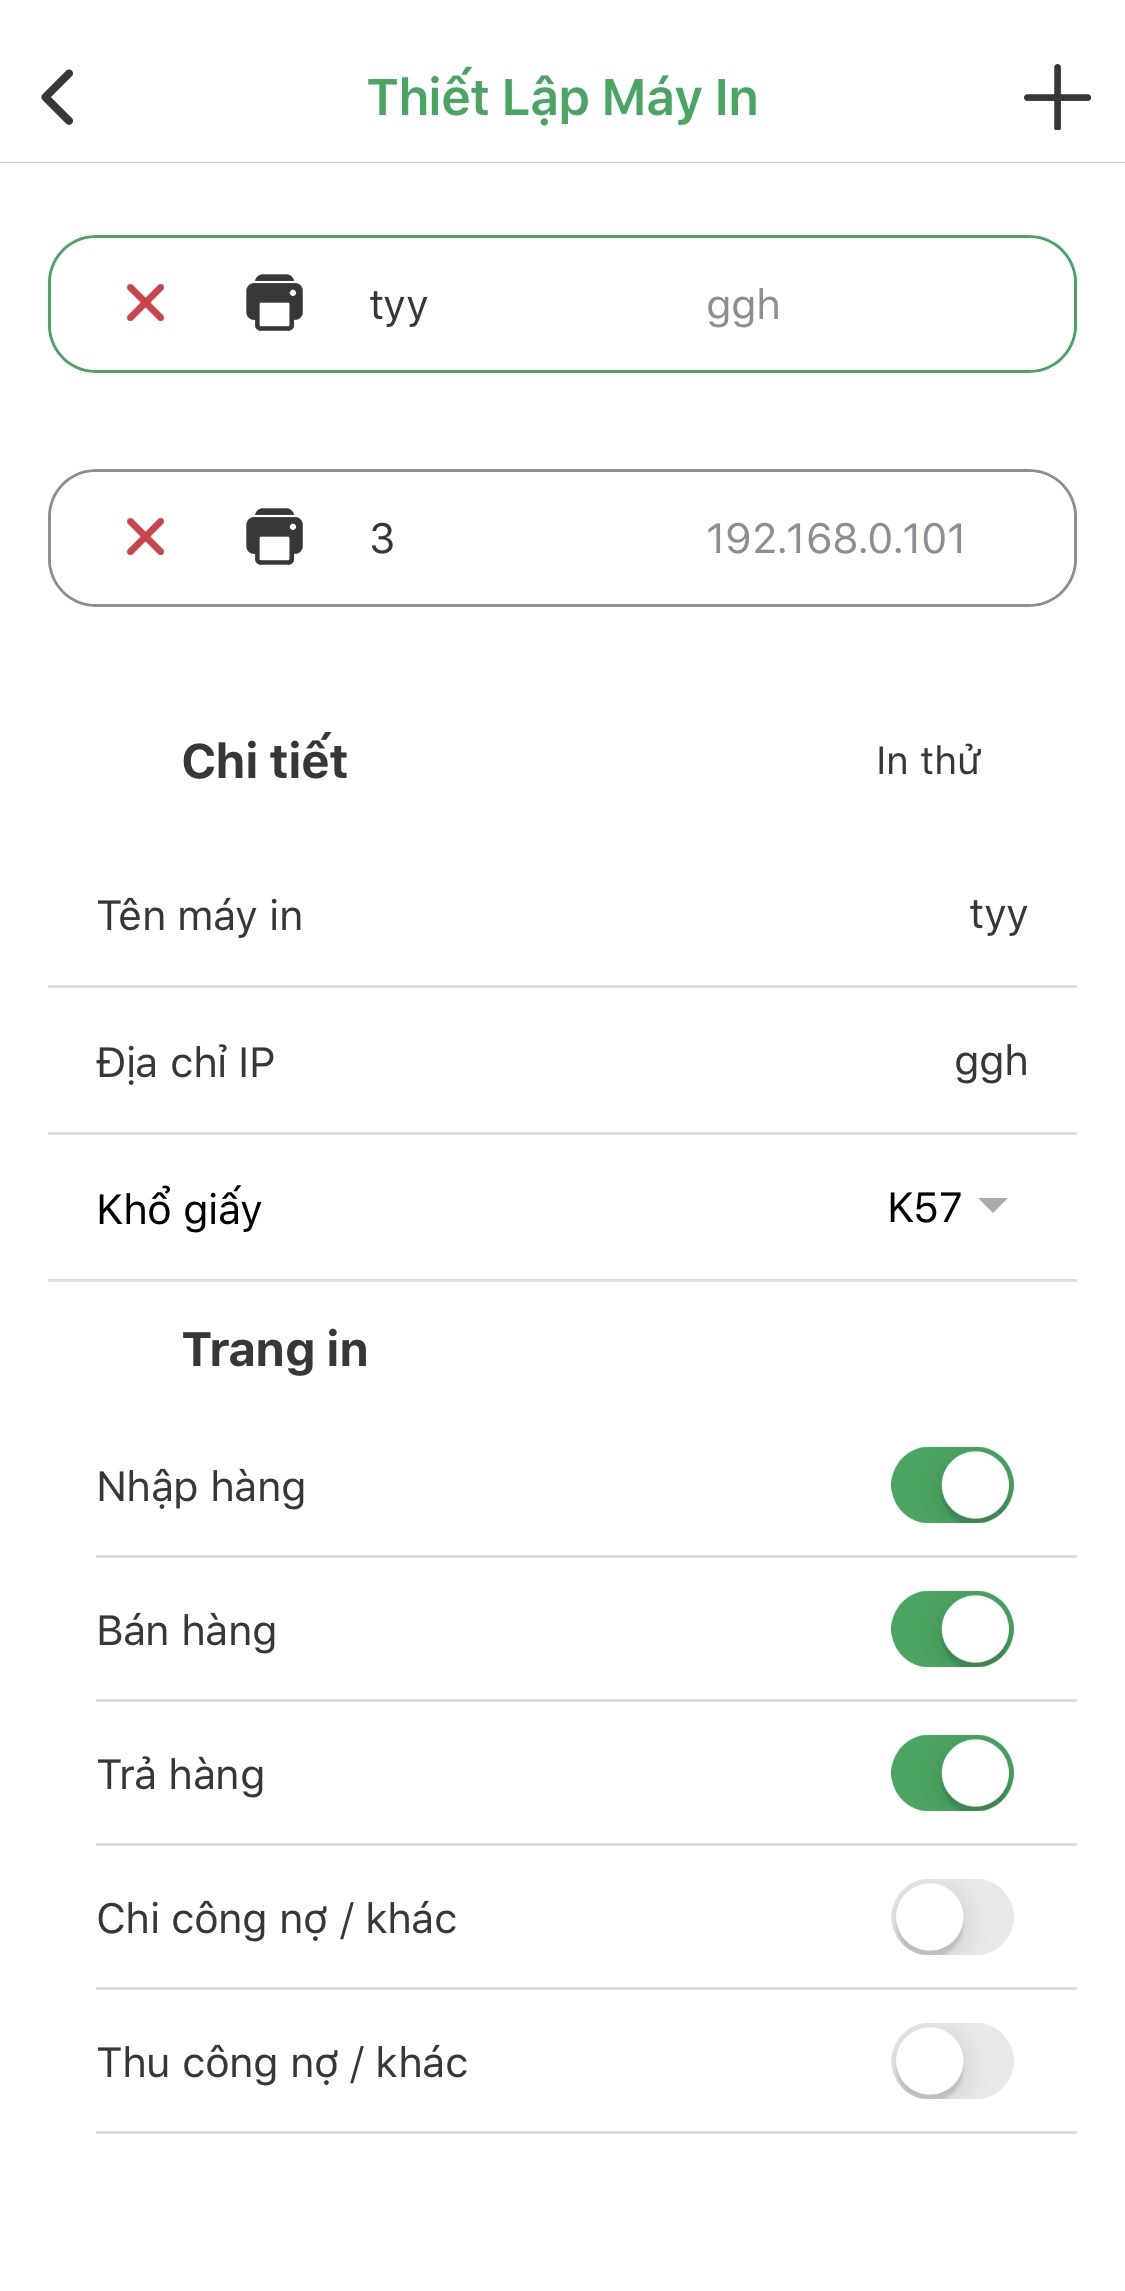 Thiết Lập Máy In
tyy ggh
3 192.168.0.101
Chi tiết In thử
Tên máy in tyy
Địa chỉ IP ggh
Khổ giấy K57
Trang in
Nhập hàng
Bán hàng
Trả hàng
Chi công nợ / khác
Thu công nợ / khác